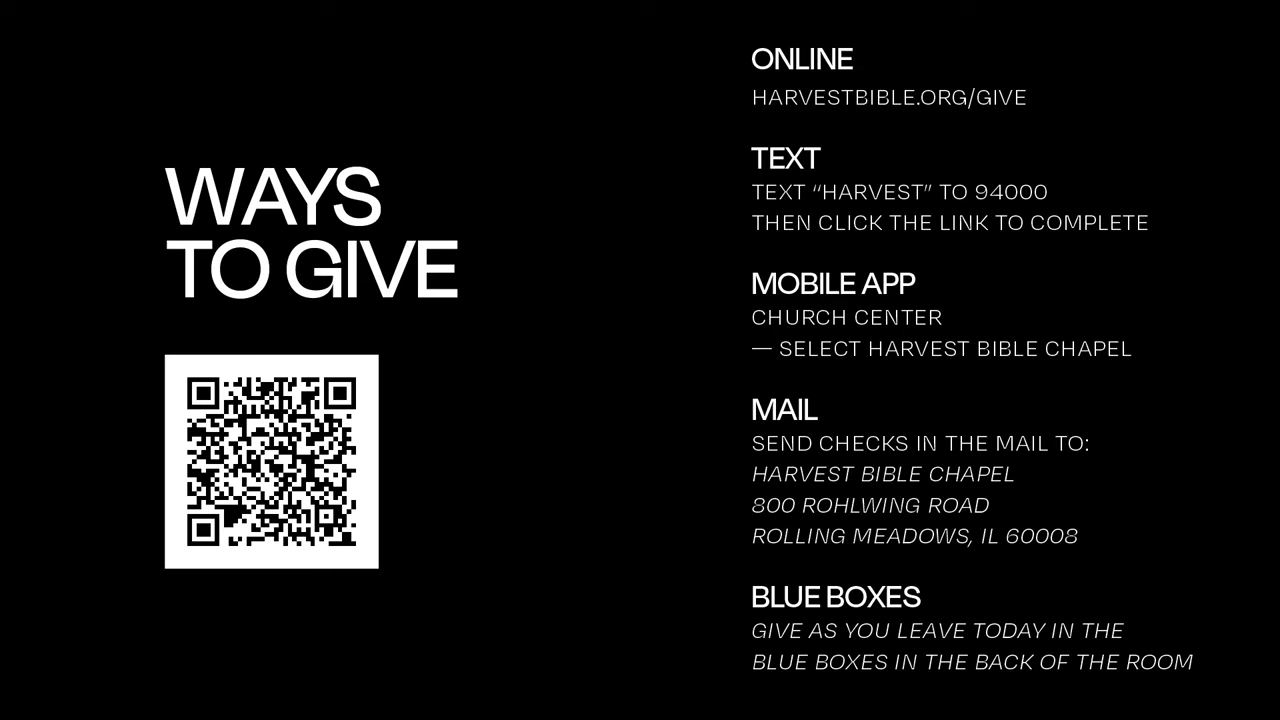 WAYS
TO GIVE
ONLINE
HARVESTBIBLE.ORG/GIVE
TEXT
TEXT “HARVEST” TO 94000
THEN CLICK THE LINK TO COMPLETE
MOBILE APP
CHURCH CENTER
— SELECT HARVEST BIBLE CHAPEL
MAIL
SEND CHECKS IN THE MAIL TO:
HARVEST BIBLE CHAPEL
800 ROHLWING ROAD
ROLLING MEADOWS, IL 60008
BLUE BOXES
GIVE AS YOU LEAVE TODAY IN THE
BLUE BOXES IN THE BACK OF THE ROOM